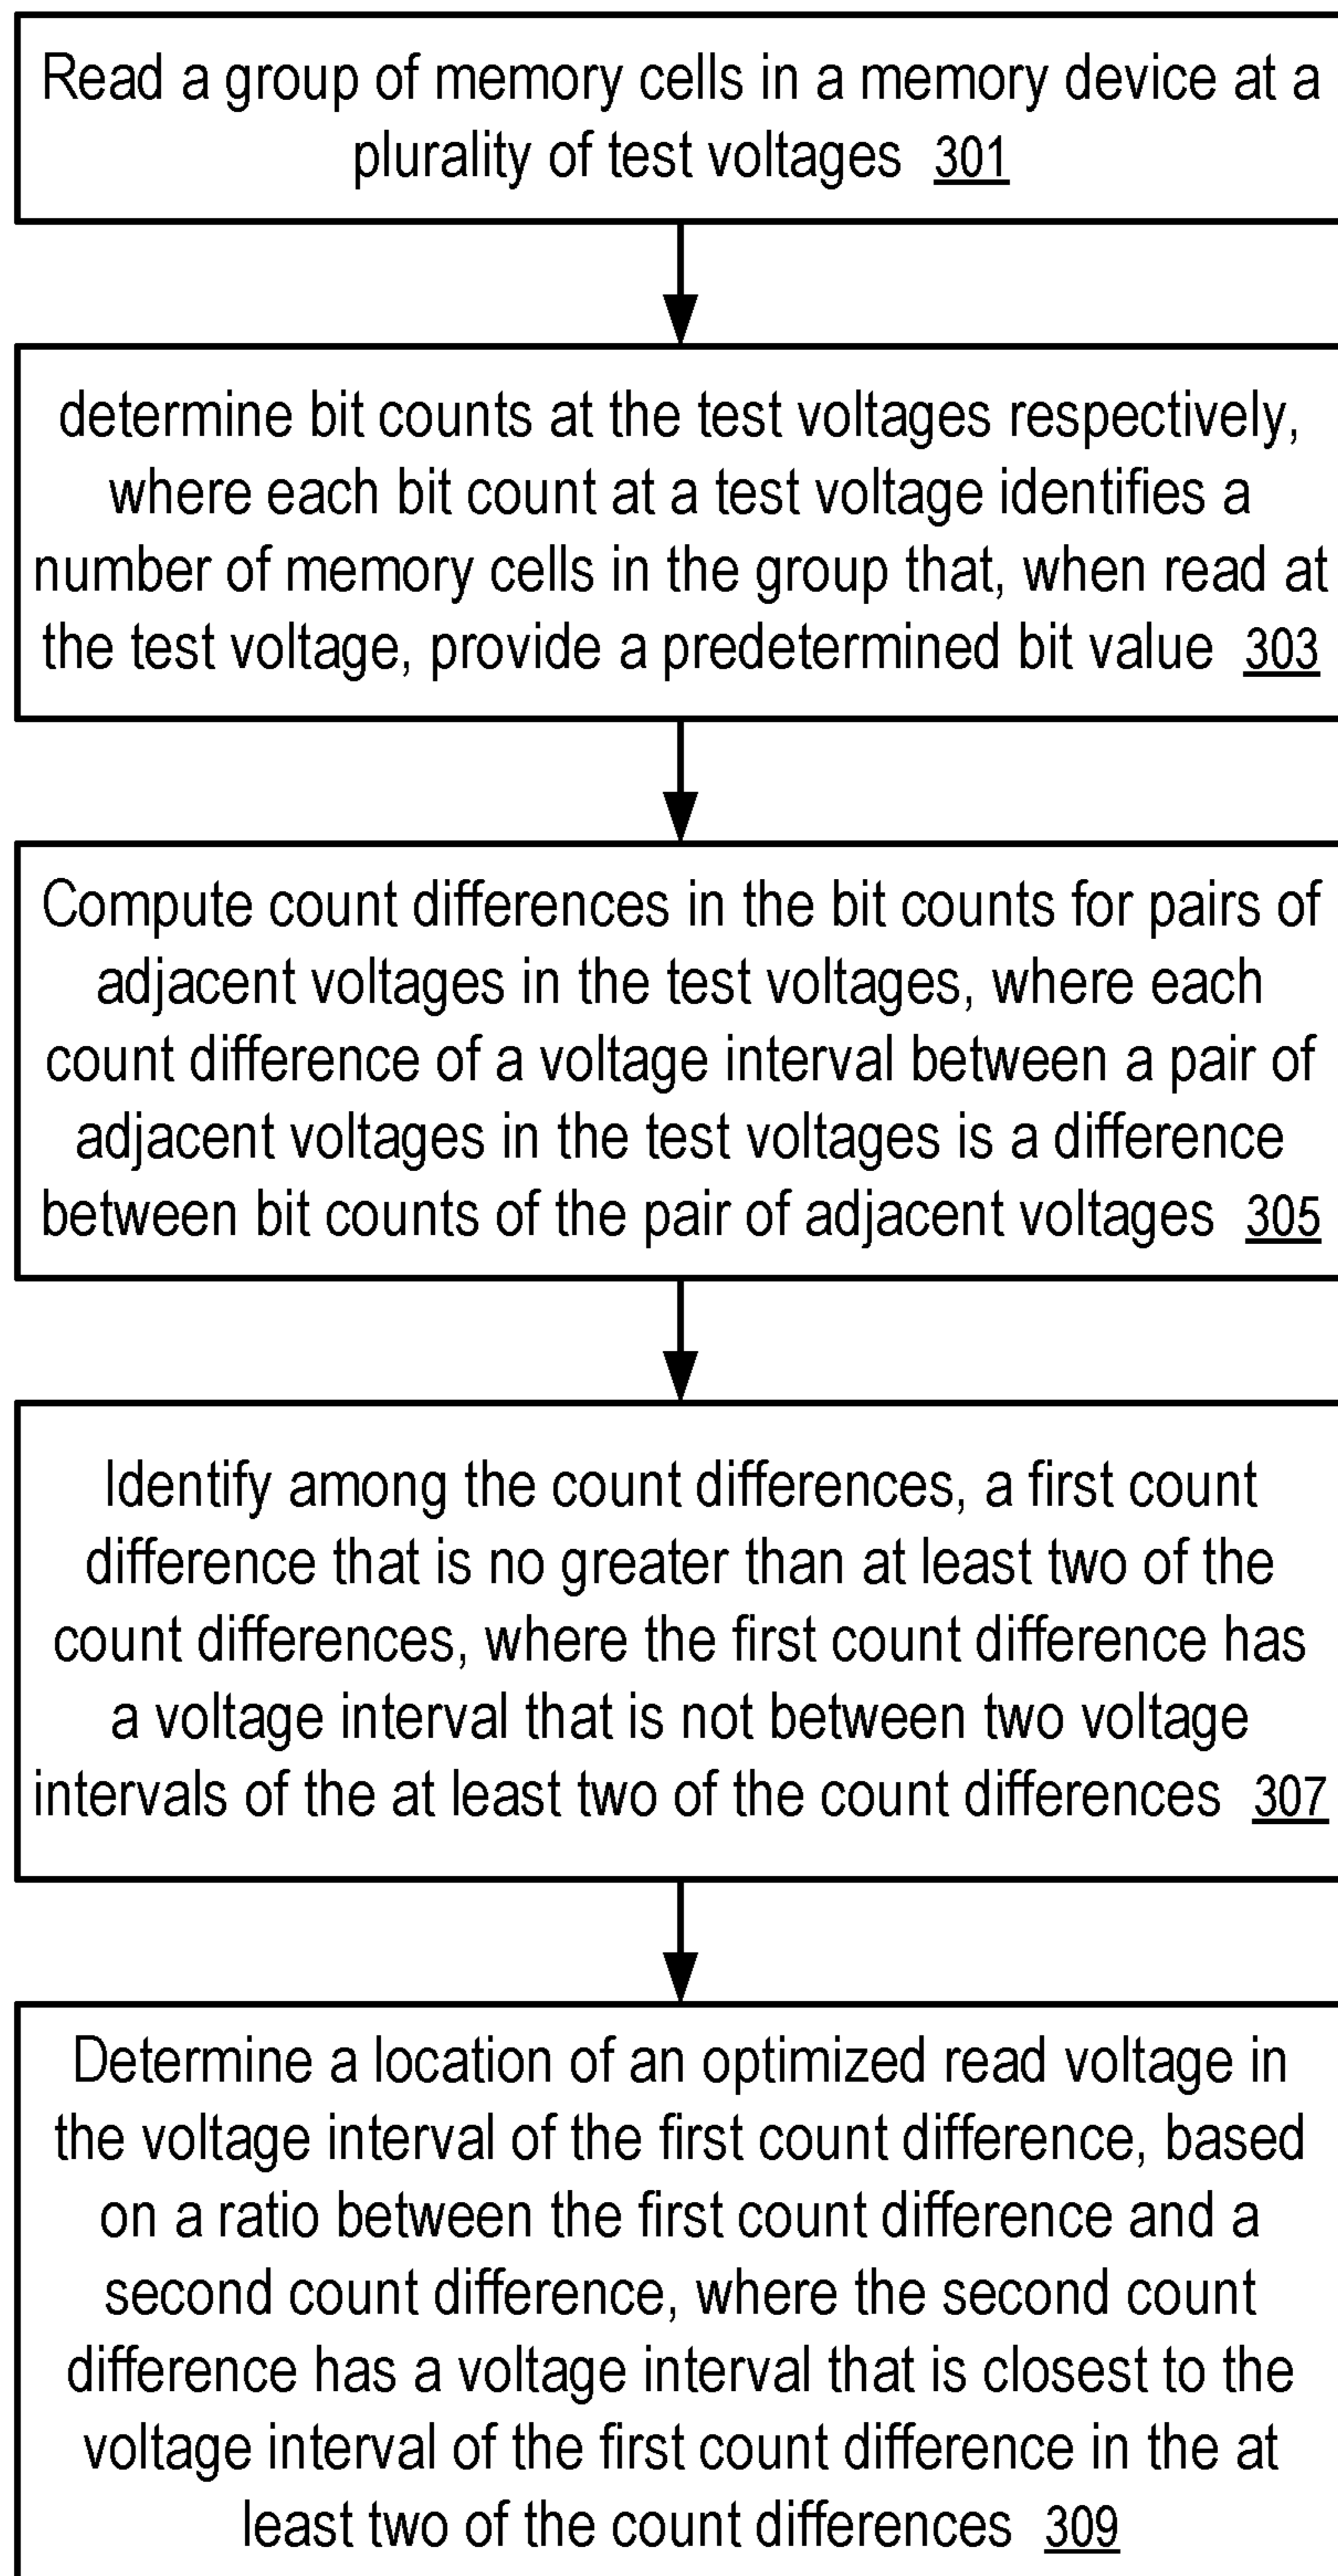 Read a group of memory cells in a memory device at a
plurality of test voltages 301
determine bit counts at the test voltages respectively,
where each bit count at a test voltage identifies a
number of memory cells in the group that, when read at
the test voltage, provide a predetermined bit value 303
Compute count differences in the bit counts for pairs of
adjacent voltages in the test voltages, where each
count difference of a voltage interval between a pair of
adjacent voltages in the test voltages is a difference
between bit counts of the pair of adjacent voltages 305
Identify among the count differences, a first count
difference that is no greater than at least two of the
count differences, where the first count difference has
a voltage interval that is not between two voltage
intervals of the at least two of the count differences 307
Determine a location of an optimized read voltage in
the voltage interval of the first count difference, based
on a ratio between the first count difference and a
second count difference, where the second count
difference has a voltage interval that is closest to the
voltage interval of the first count difference in the at
least two of the count differences 309